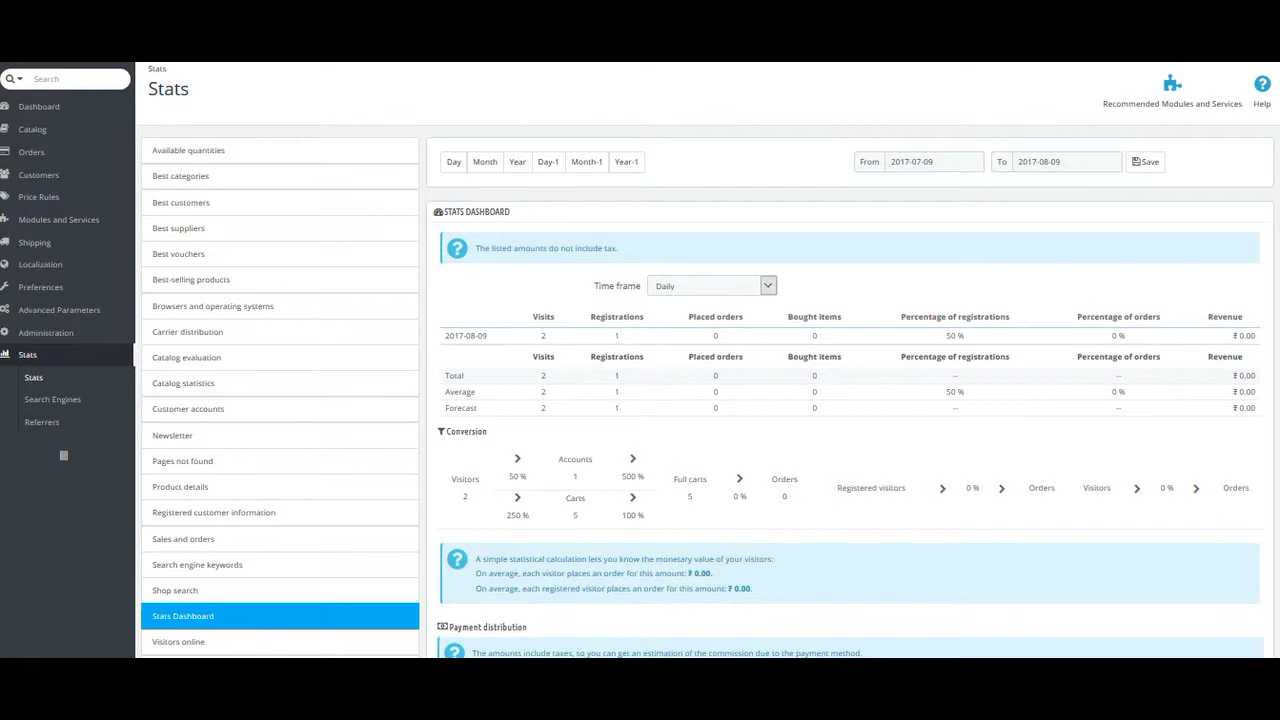 Search
Dashboard
Catalog
Orders
Customers
Price Rules
Modules and Services
Shipping
Localization
Preferences
Advanced Parameters
Administration
Stats
Stats
Search Engines
Referrers
Stats
Stats
Recommended Modules and Services
Help
Available quantities
Best categories
Best customers
Best suppliers
Best vouchers
Best-selling products
Browsers and operating systems
Carrier distribution
Catalog evaluation
Catalog statistics
Customer accounts
Newsletter
Pages not found
Product details
Registered customer information
Sales and orders
Search engine keywords
Shop search
Stats Dashboard
Visitors online
Day Month Year Day-1 Month-1 Year-1 From 2017-07-09 To 2017-08-09 Save
STATS DASHBOARD
? The listed amounts do not include tax.
Time frame Daily
Visits Registrations Placed orders Bought items Percentage of registrations Percentage of orders Revenue
2017-08-09 2 1 0 0 50 % 0 % ₹ 0.00
Visits Registrations Placed orders Bought items Percentage of registrations Percentage of orders Revenue
Total 2 1 0 0 -- -- ₹ 0.00
Average 2 1 0 0 50 % 0 % ₹ 0.00
Forecast 2 1 0 0 -- -- ₹ 0.00
Conversion
Visitors
2
50 %
250 %
Accounts
1
Carts
5
500 %
100 %
Full carts
5
0 %
Orders
0
Registered visitors 0 % Orders Visitors 0 % Orders
? A simple statistical calculation lets you know the monetary value of your visitors:
On average, each visitor places an order for this amount: ₹ 0.00.
On average, each registered visitor places an order for this amount: ₹ 0.00.
Payment distribution
? The amounts include taxes, so you can get an estimation of the commission due to the payment method.